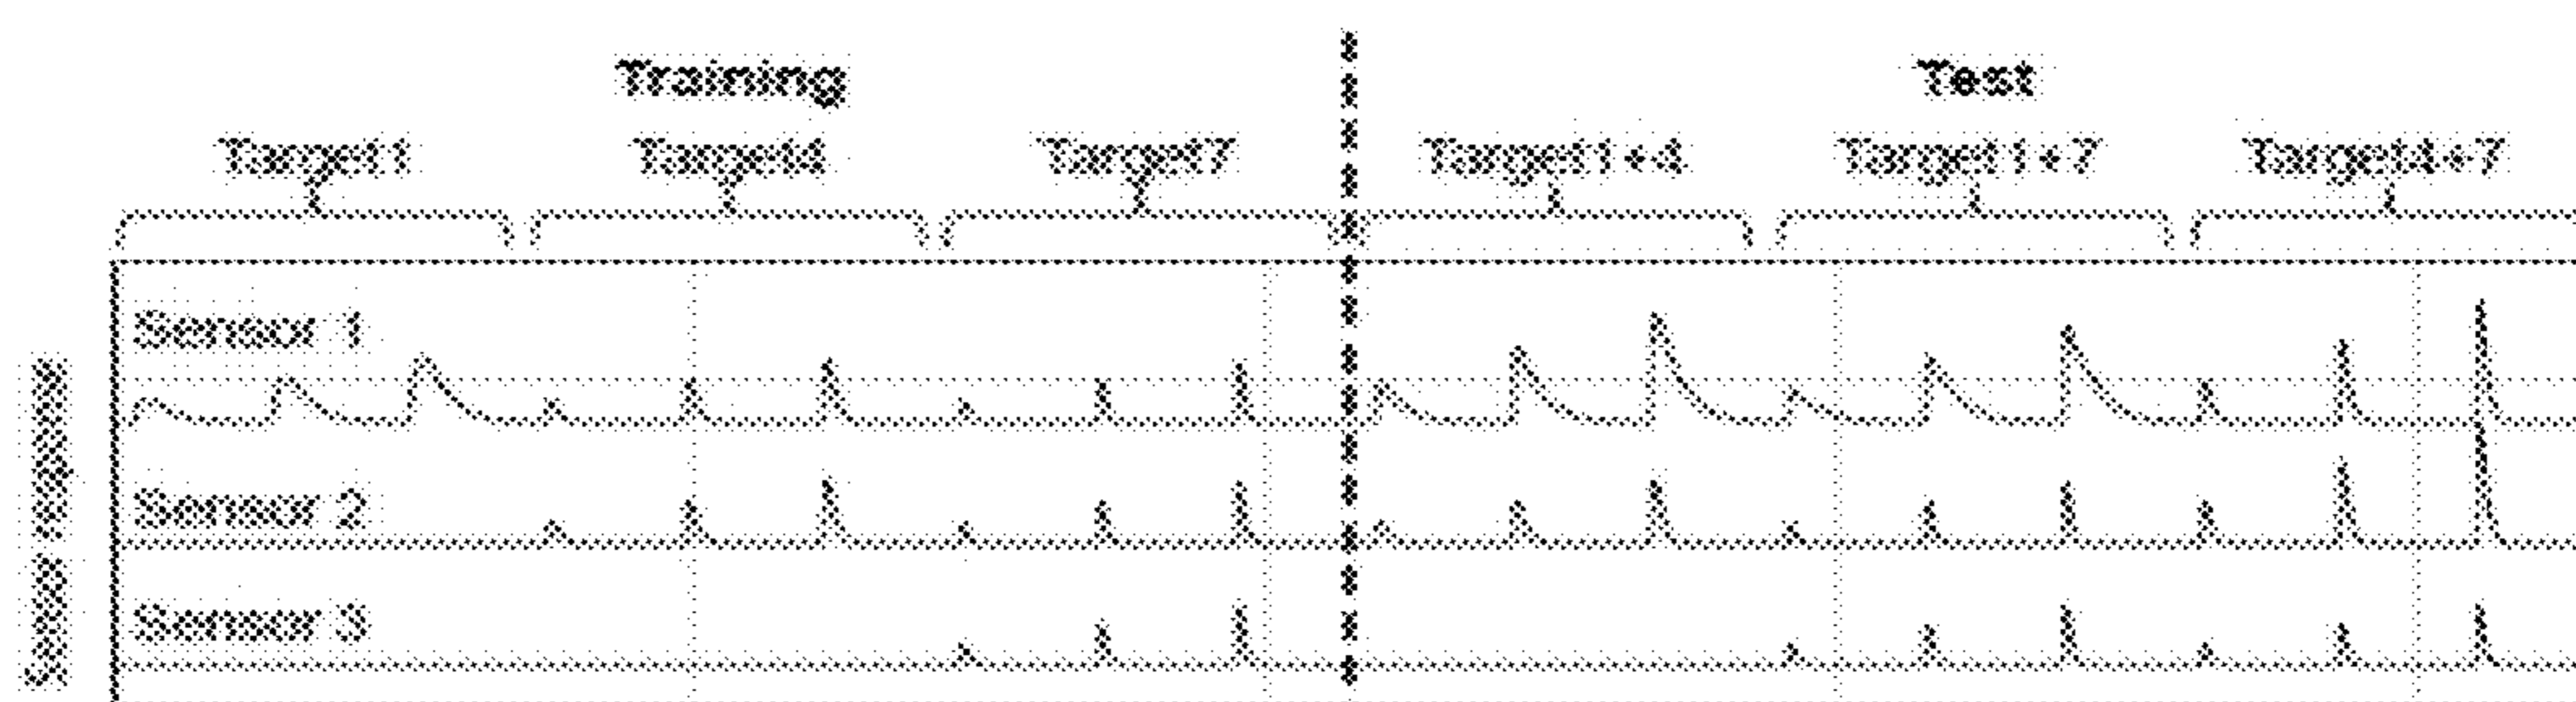 Training Test
Target1 Target4 Target7 Target1+4 Target1+7 Target4+7
Sensor 1
Sensor 2
Sensor 3